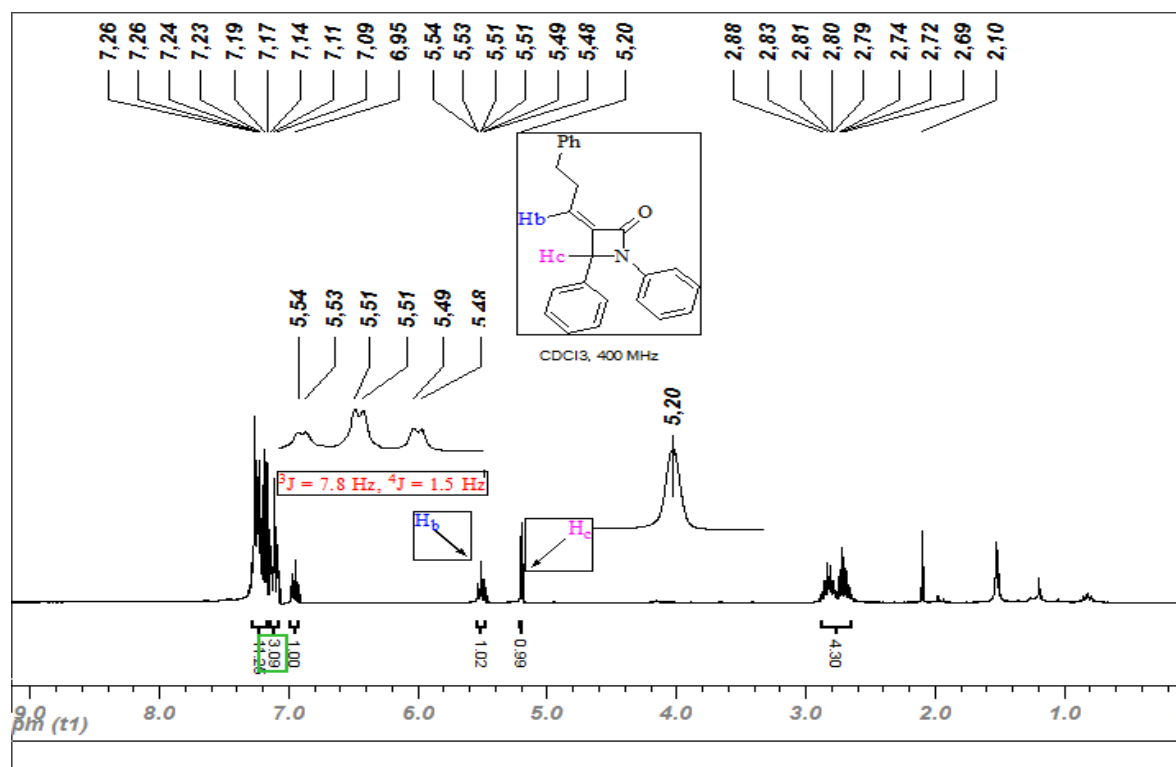 7,26 7,26 7,24 7,23 7,19 7,17 7,14 7,11 7,09 6,95 5,54 5,53 5,51 5,51 5,49 5,48 5,20 2,88 2,83 2,81 2,80 2,79 2,74 2,72 2,69 2,10
Ph
O
Hb
Hc
N
CDCl3, 400 MHz
5,54 5,53 5,51 5,51 5,49 5,48
5,20
³J = 7.8 Hz, ⁴J = 1.5 Hz
Hb
Hc
3.09 1.00 1.02 0.99 4.30
9.0 8.0 7.0 6.0 5.0 4.0 3.0 2.0 1.0
pm (t1)